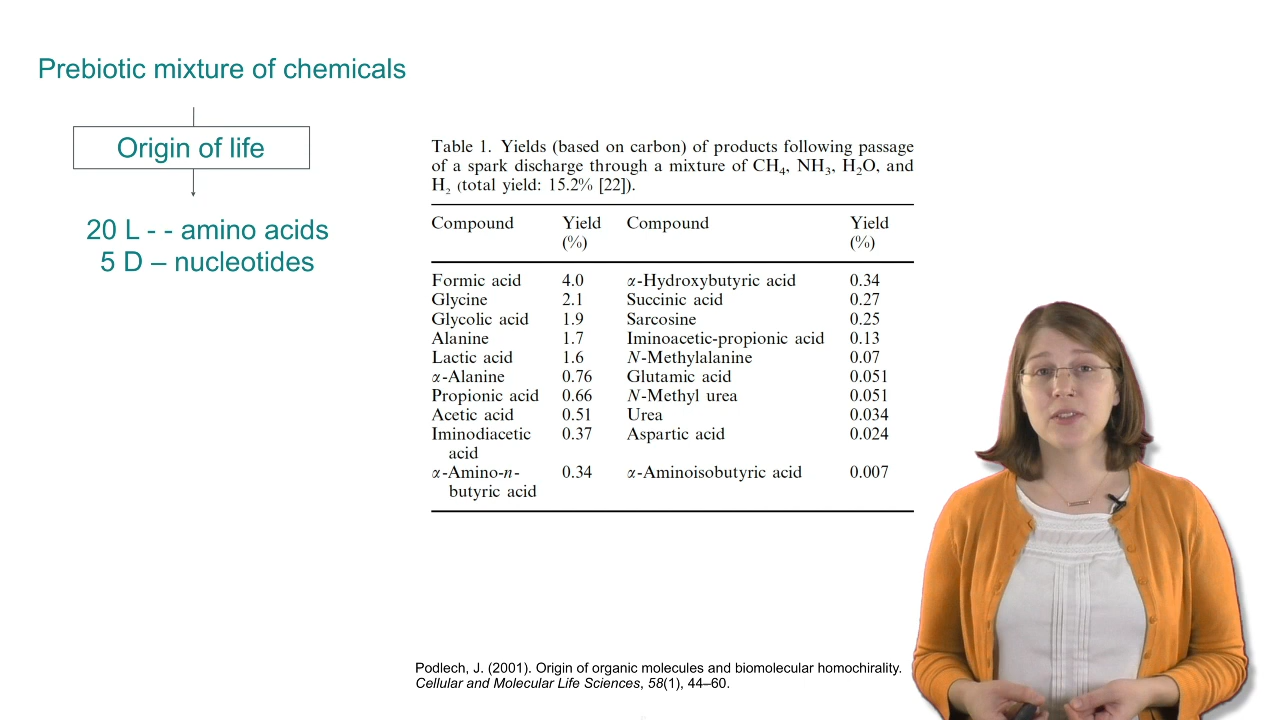 Prebiotic mixture of chemicals
Origin of life
20 L - - amino acids
5 D – nucleotides
Table 1. Yields (based on carbon) of products following passage
of a spark discharge through a mixture of CH₄, NH₃, H₂O, and
H₂ (total yield: 15.2% [22]).
Compound Yield (%) Compound Yield (%)
Formic acid 4.0 α-Hydroxybutyric acid 0.34
Glycine 2.1 Succinic acid 0.27
Glycolic acid 1.9 Sarcosine 0.25
Alanine 1.7 Iminoacetic-propionic acid 0.13
Lactic acid 1.6 N-Methylalanine 0.07
α-Alanine 0.76 Glutamic acid 0.051
Propionic acid 0.66 N-Methyl urea 0.051
Acetic acid 0.51 Urea 0.034
Iminodiacetic acid 0.37 Aspartic acid 0.024
α-Amino-n-butyric acid 0.34 α-Aminoisobutyric acid 0.007
Podlech, J. (2001). Origin of organic molecules and biomolecular homochirality.
Cellular and Molecular Life Sciences, 58(1), 44–60.